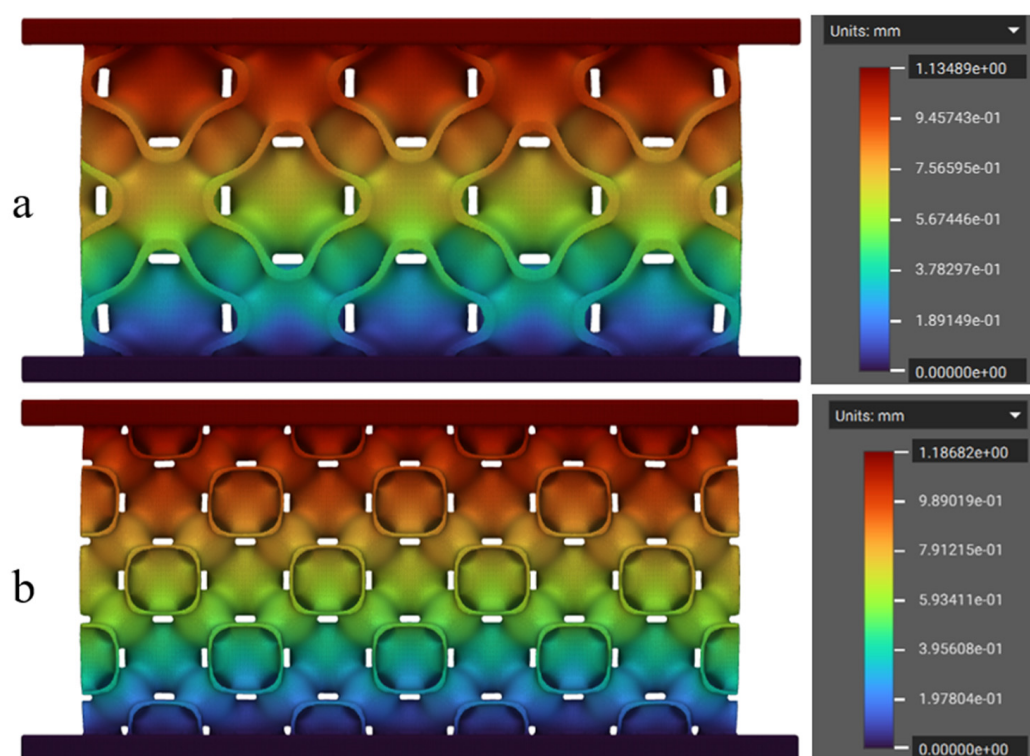 Units: mm
1.13489e+00
9.45743e-01
7.56595e-01
a
5.67446e-01
3.78297e-01
1.89149e-01
0.00000e+00
Units: mm
1.18682e+00
9.89019e-01
7.91215e-01
b
5.93411e-01
3.95608e-01
1.97804e-01
0.00000e+00